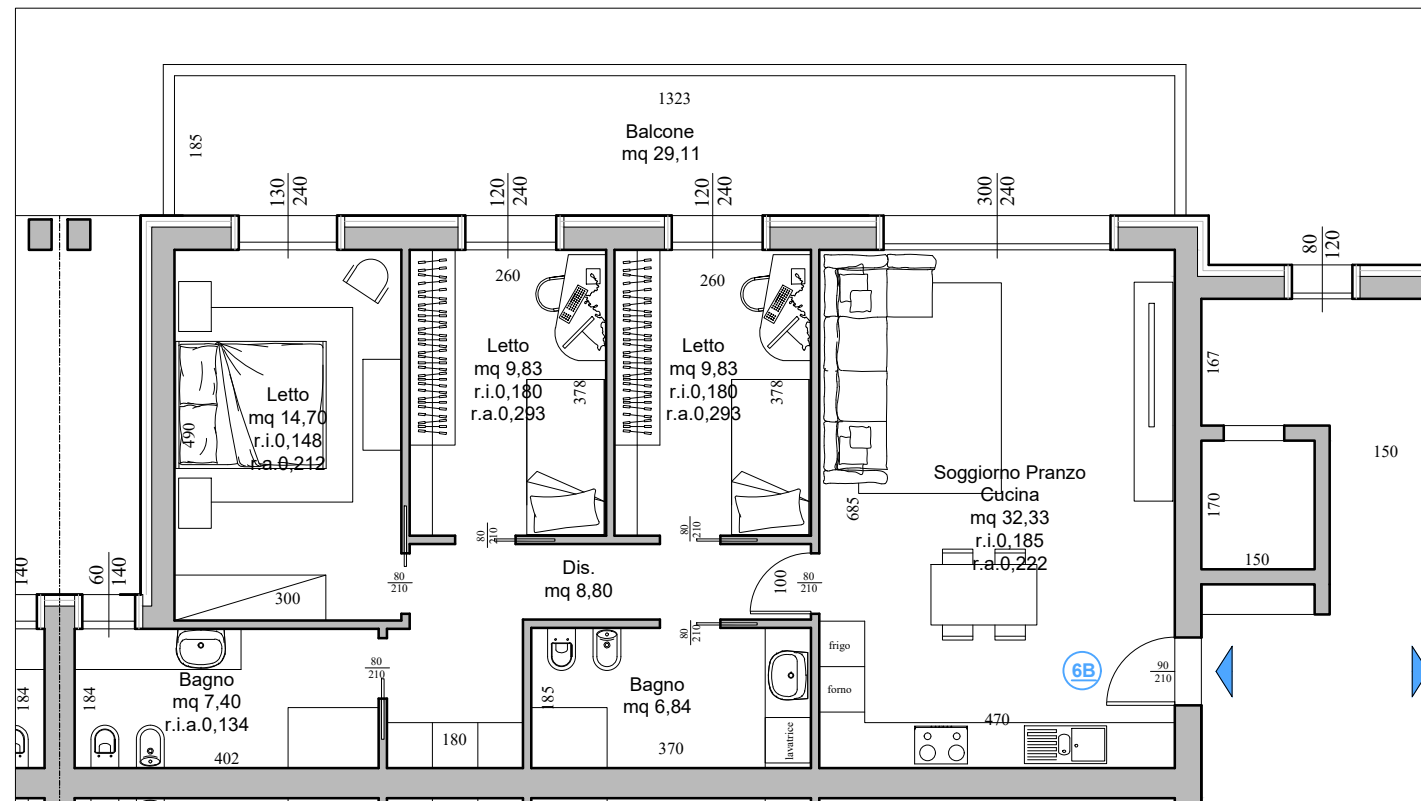 1323
Balcone
mq 29,11
185
130
240
120
240
120
240
300
240
80
120
260
260
Letto
mq 9,83
r.i.0,180
r.a.0,293
378
Letto
mq 9,83
r.i.0,180
r.a.0,293
378
167
Letto
mq 14,70
r.i.0,148
r.a.0,212
490
150
Soggiorno Pranzo
Cucina
mq 32,33
r.i.0,185
r.a.0,222
685
170
150
80
210
80
210
Dis.
mq 8,80
80
210
100
80
210
140
60
140
300
80
210
frigo
forno
6B
90
210
80
210
Bagno
mq 7,40
r.i.a.0,134
184
184
402
180
Bagno
mq 6,84
185
370
lavatrice
470